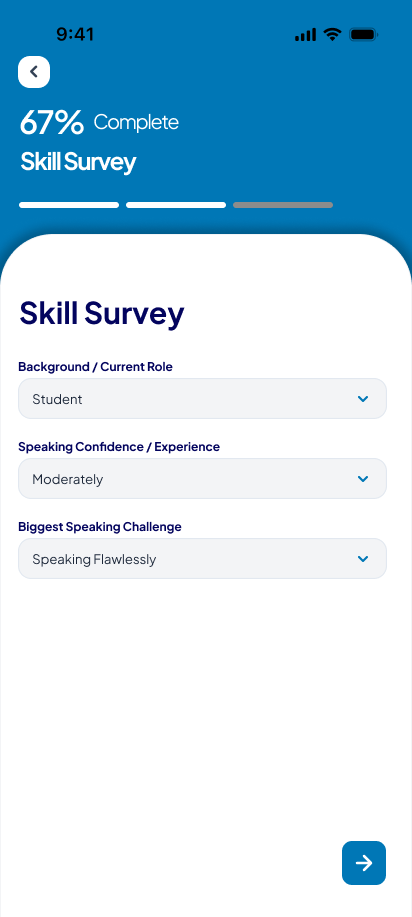 9:41
67% Complete
Skill Survey
Skill Survey
Background / Current Role
Student
Speaking Confidence / Experience
Moderately
Biggest Speaking Challenge
Speaking Flawlessly